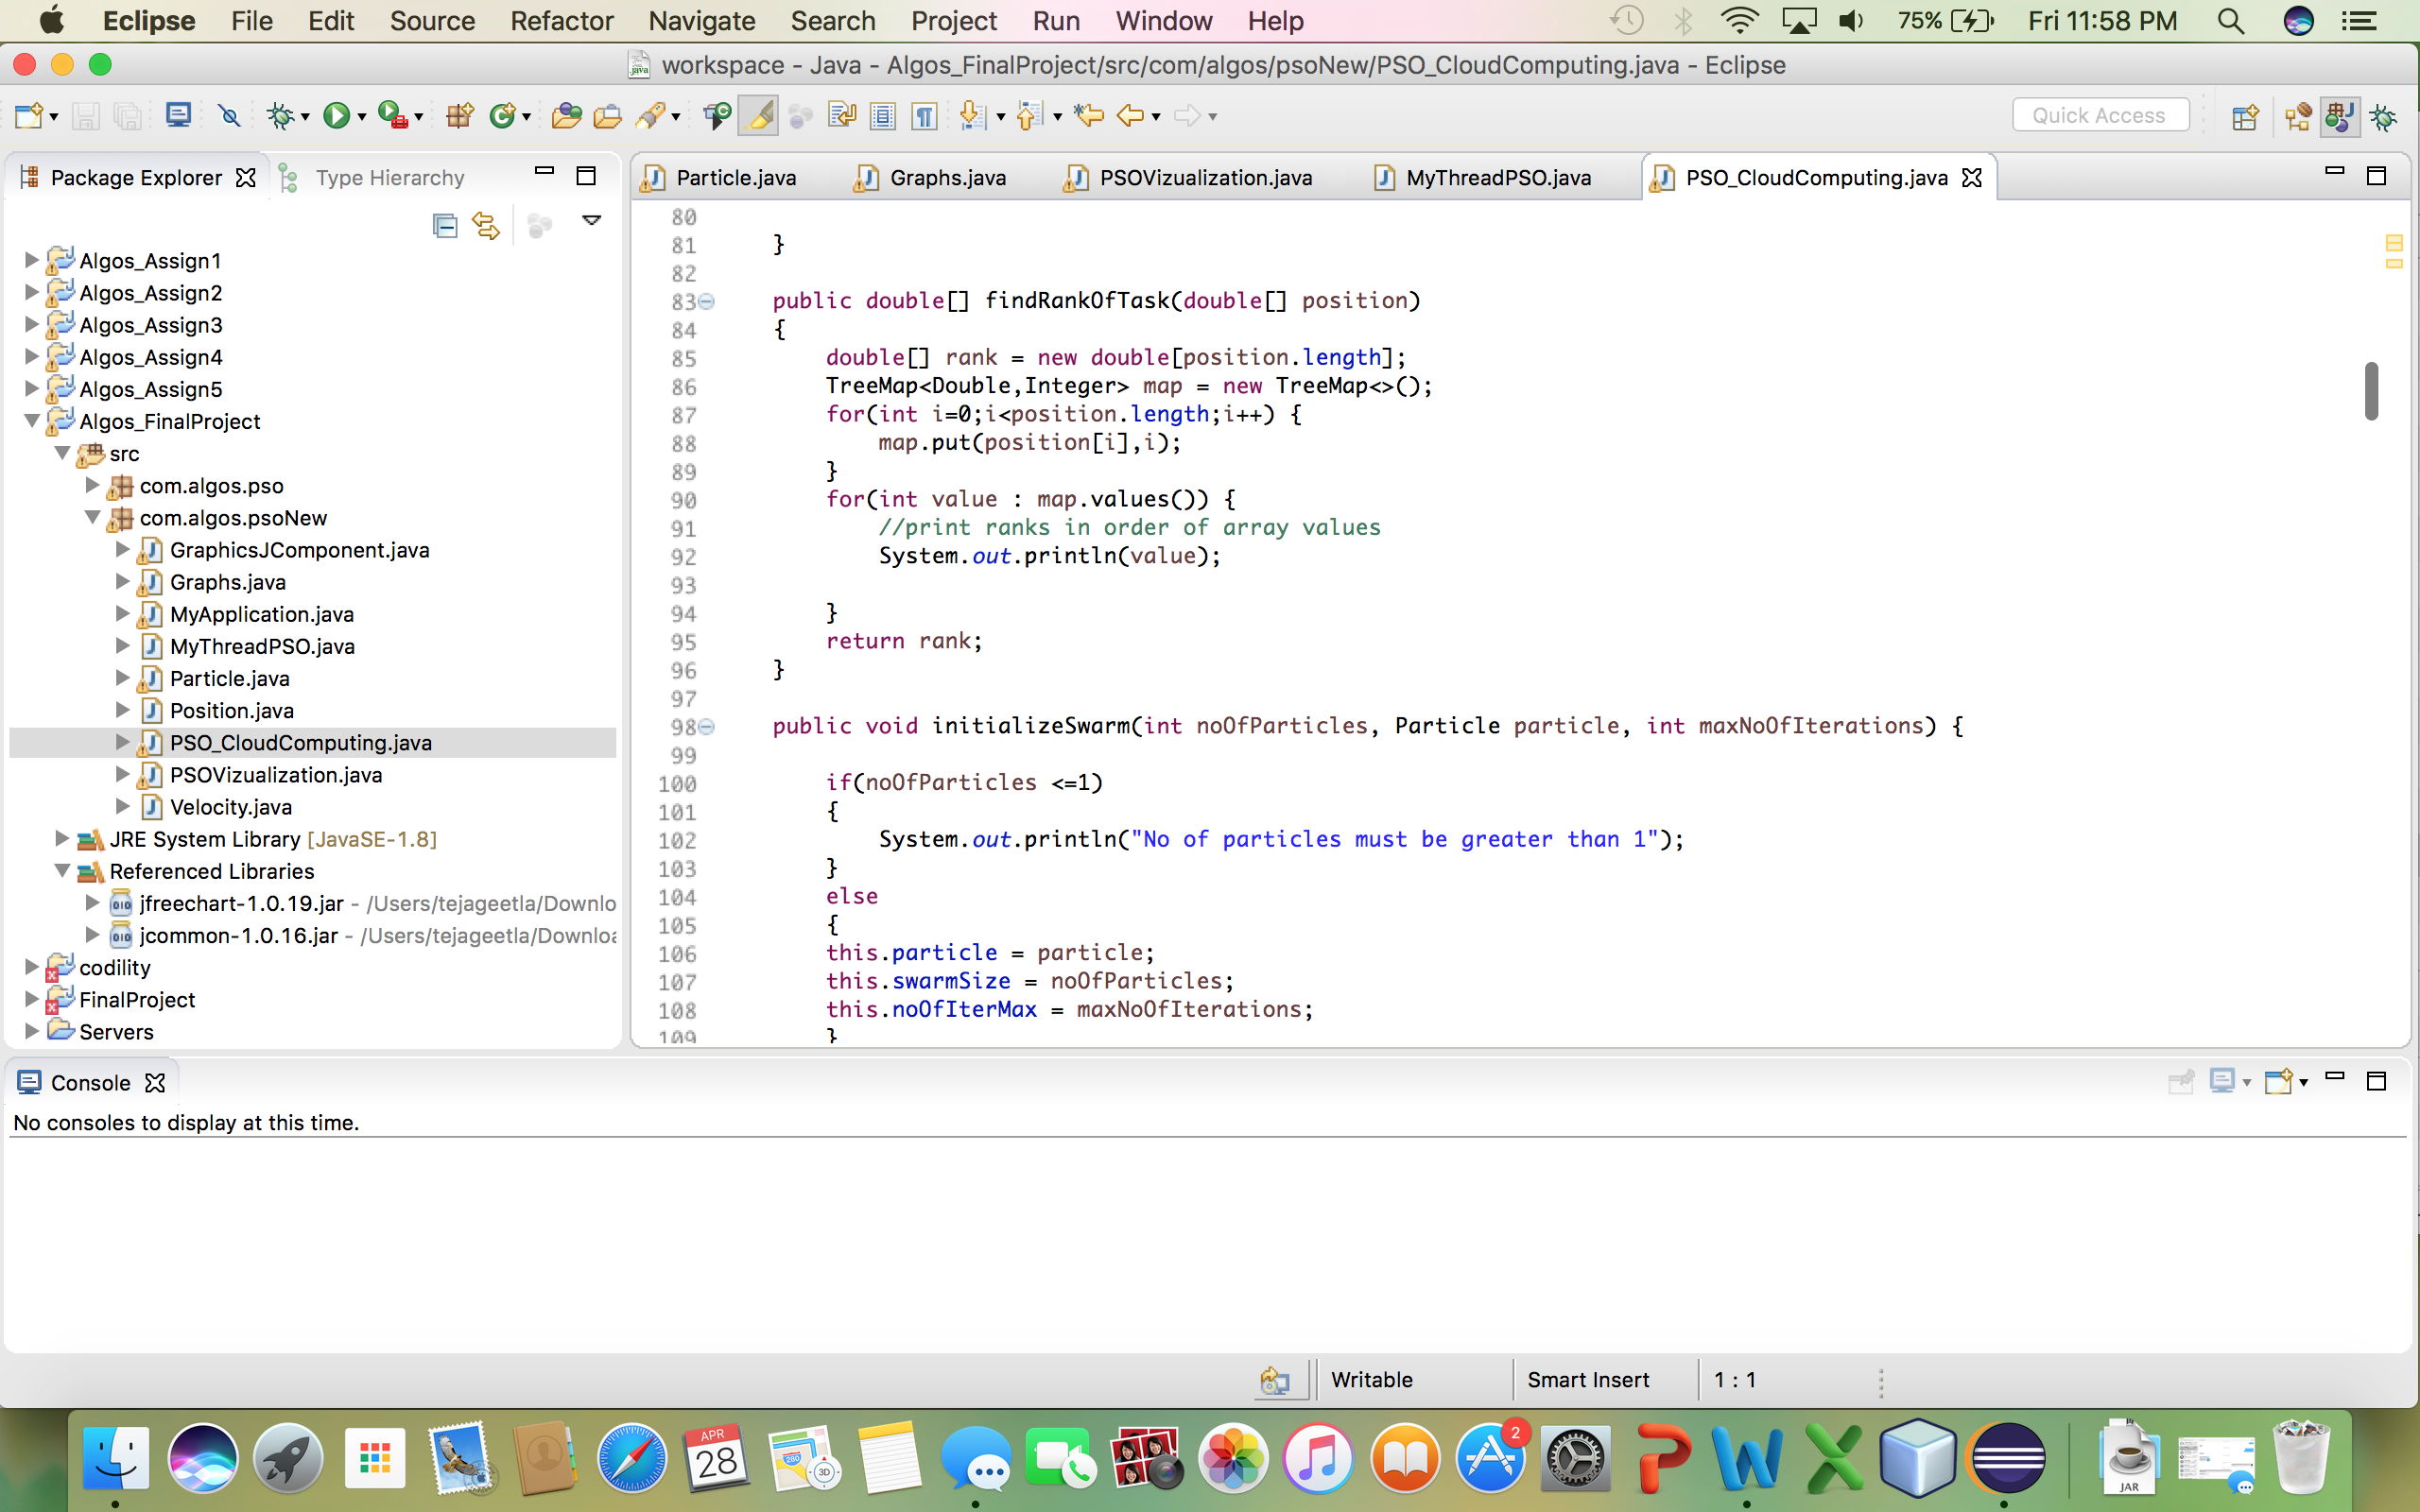 Eclipse File Edit Source Refactor Navigate Search Project Run Window Help 75% Fri 11:58 PM
workspace - Java - Algos_FinalProject/src/com/algos/psoNew/PSO_CloudComputing.java - Eclipse
Quick Access
Package Explorer Type Hierarchy
Algos_Assign1
Algos_Assign2
Algos_Assign3
Algos_Assign4
Algos_Assign5
Algos_FinalProject
src
com.algos.pso
com.algos.psoNew
GraphicsJComponent.java
Graphs.java
MyApplication.java
MyThreadPSO.java
Particle.java
Position.java
PSO_CloudComputing.java
PSOVizualization.java
Velocity.java
JRE System Library [JavaSE-1.8]
Referenced Libraries
jfreechart-1.0.19.jar - /Users/tejageetla/Downlo
jcommon-1.0.16.jar - /Users/tejageetla/Downloa
codility
FinalProject
Servers
Particle.java Graphs.java PSOVizualization.java MyThreadPSO.java PSO_CloudComputing.java
80
81 }
82
83 public double[] findRankOfTask(double[] position)
84 {
85 double[] rank = new double[position.length];
86 TreeMap<Double,Integer> map = new TreeMap<>();
87 for(int i=0;i<position.length;i++) {
88 map.put(position[i],i);
89 }
90 for(int value : map.values()) {
91 //print ranks in order of array values
92 System.out.println(value);
93
94 }
95 return rank;
96 }
97
98 public void initializeSwarm(int noOfParticles, Particle particle, int maxNoOfIterations) {
99
100 if(noOfParticles <=1)
101 {
102 System.out.println("No of particles must be greater than 1");
103 }
104 else
105 {
106 this.particle = particle;
107 this.swarmSize = noOfParticles;
108 this.noOfIterMax = maxNoOfIterations;
109 }
Console
No consoles to display at this time.
Writable Smart Insert 1 : 1
APR
28
280
3D
2
JAR